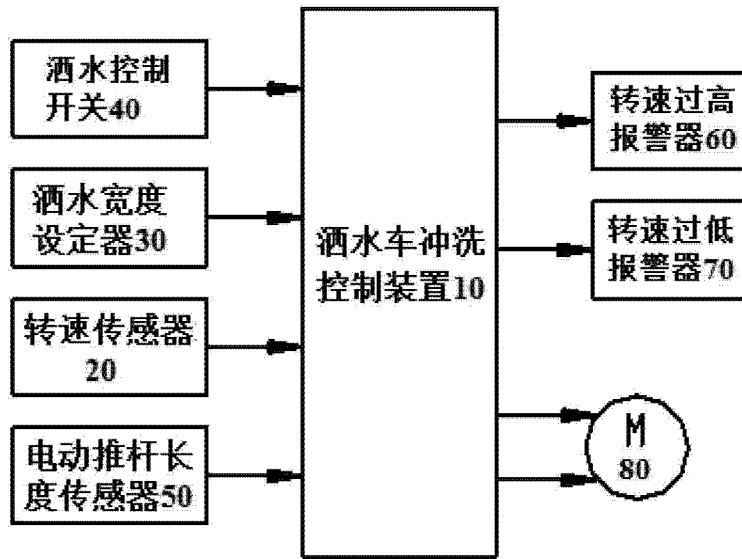 洒水控制
开关40
洒水宽度
设定器30
转速传感器
20
电动推杆长
度传感器50
洒水车冲洗
控制装置10
转速过高
报警器60
转速过低
报警器70
M
80